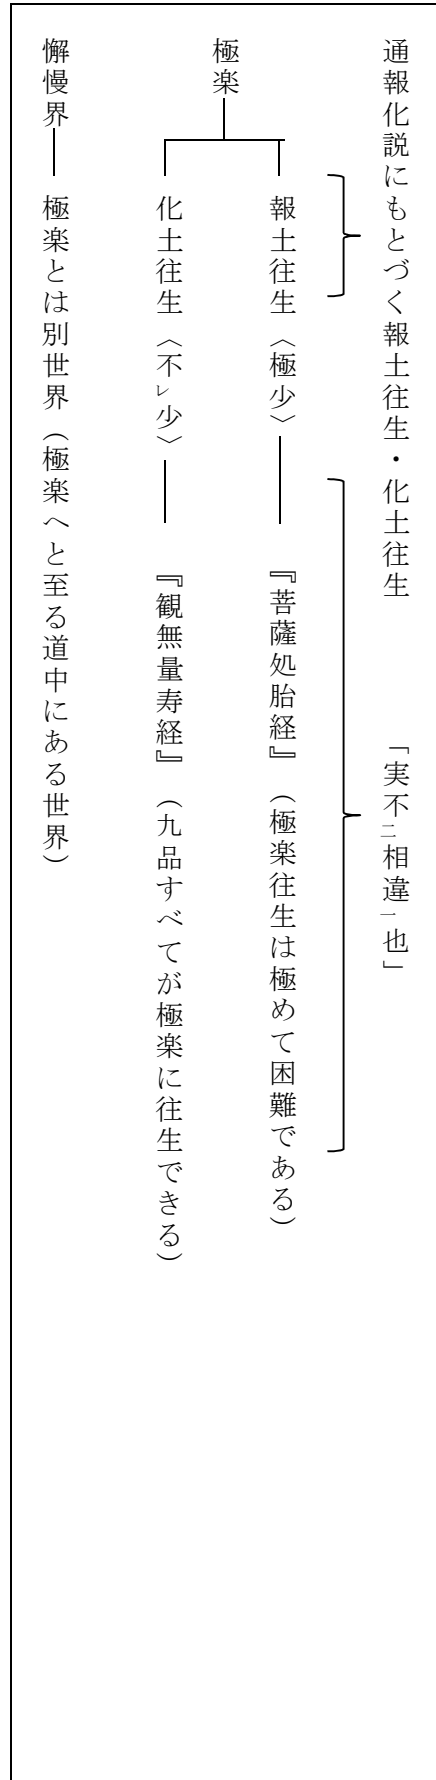 通報化説にもとづく報土往生・化土往生　「実不㆓相違㆒也」
極楽
報土往生〈極少〉　『菩薩処胎経』（極楽往生は極めて困難である）
化土往生〈不㆑少〉　『観無量寿経』（九品すべてが極楽に往生できる）
懈慢界　極楽とは別世界（極楽へと至る道中にある世界）